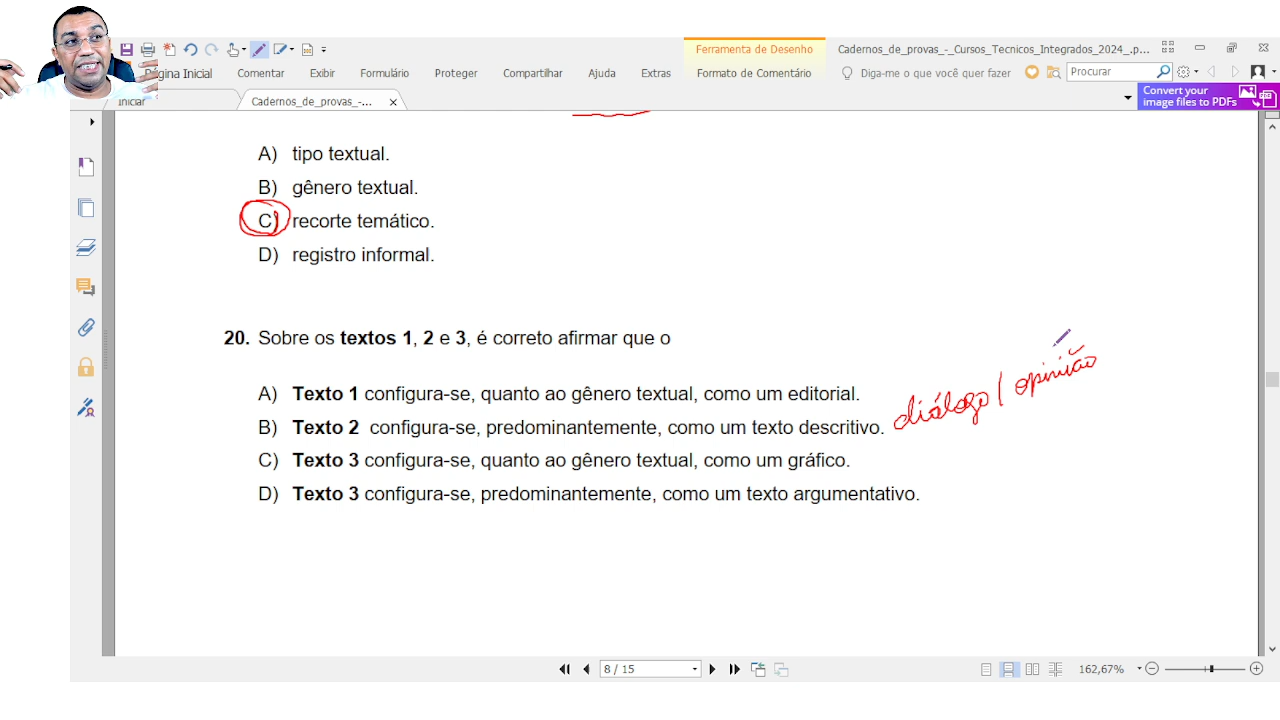 Ferramenta de Desenho
Cadernos_de_provas_-_Cursos_Tecnicos_Integrados_2024_.p...
Página Inicial
Comentar
Exibir
Formulário
Proteger
Compartilhar
Ajuda
Extras
Formato de Comentário
Diga-me o que você quer fazer
Procurar
Iniciar
Cadernos_de_provas_-...
Convert your
image files to PDFs
A) tipo textual.
B) gênero textual.
C) recorte temático.
D) registro informal.
20. Sobre os textos 1, 2 e 3, é correto afirmar que o
A) Texto 1 configura-se, quanto ao gênero textual, como um editorial.
diálogo / opinião
B) Texto 2 configura-se, predominantemente, como um texto descritivo.
C) Texto 3 configura-se, quanto ao gênero textual, como um gráfico.
D) Texto 3 configura-se, predominantemente, como um texto argumentativo.
8 / 15
162,67%